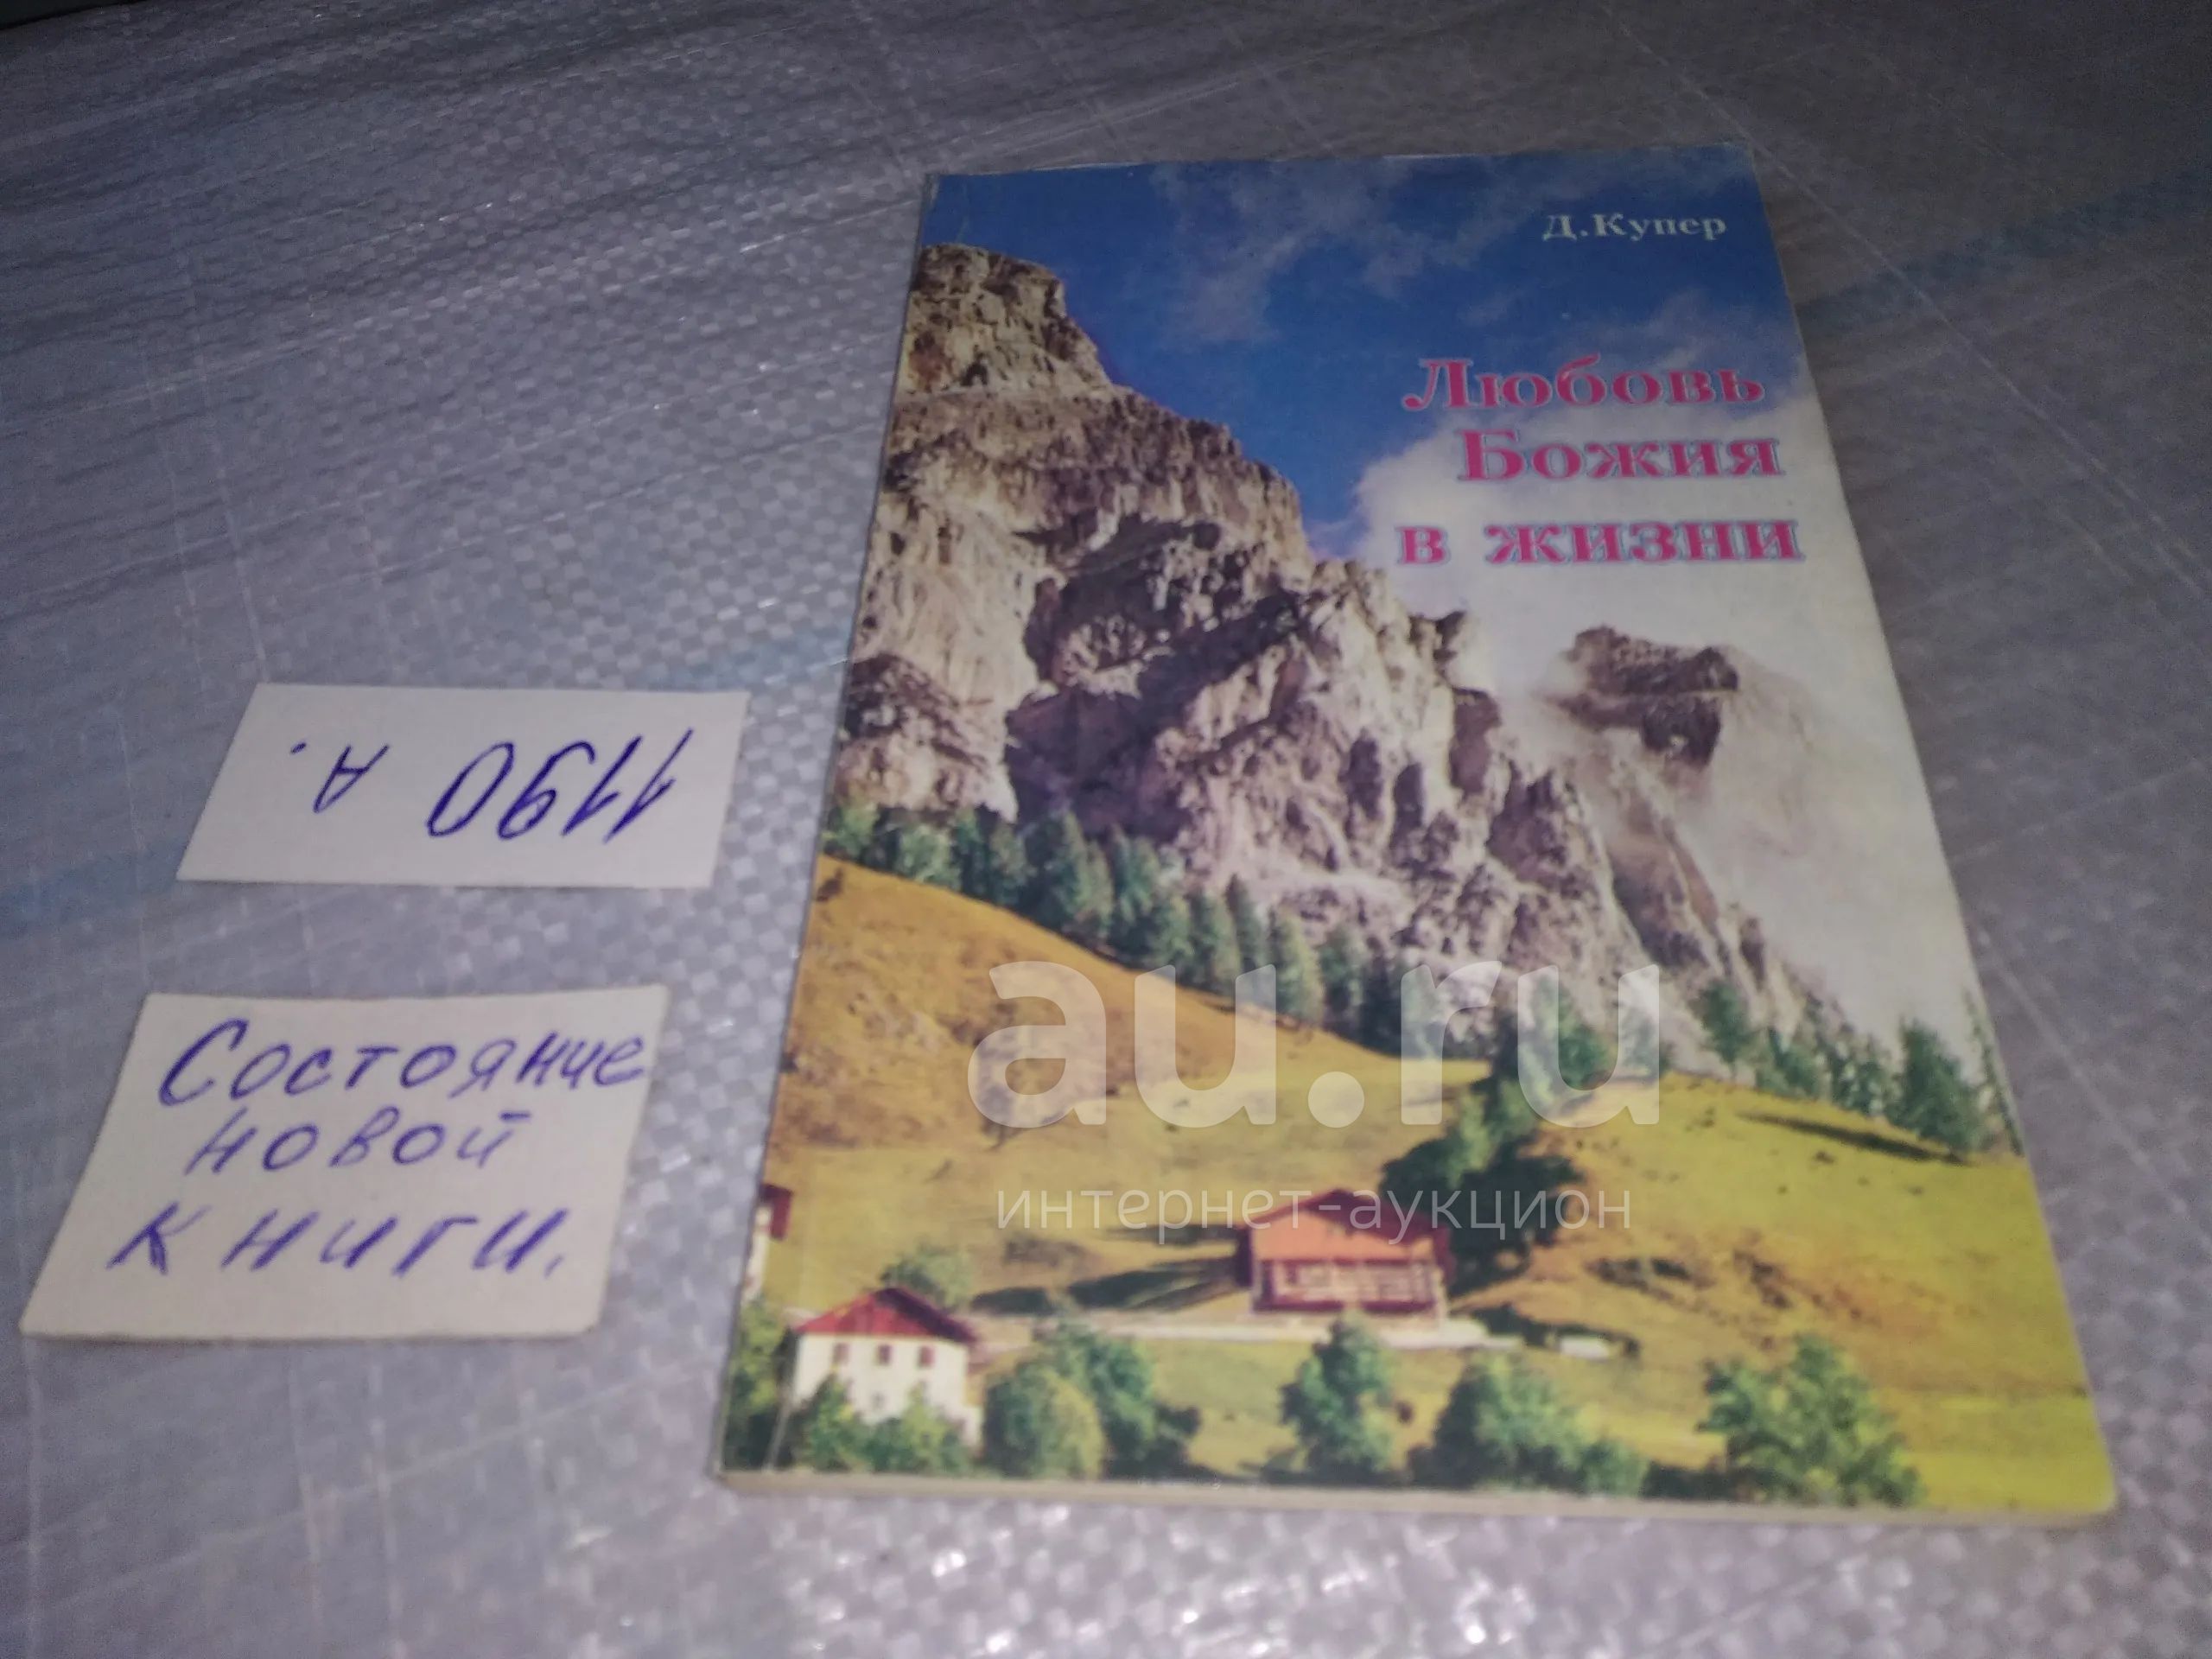 Д.Купер
Любовь
Божия
в жизни
1190 А.
Состояние
новой
книги.
au.ru
интернет-аукцион